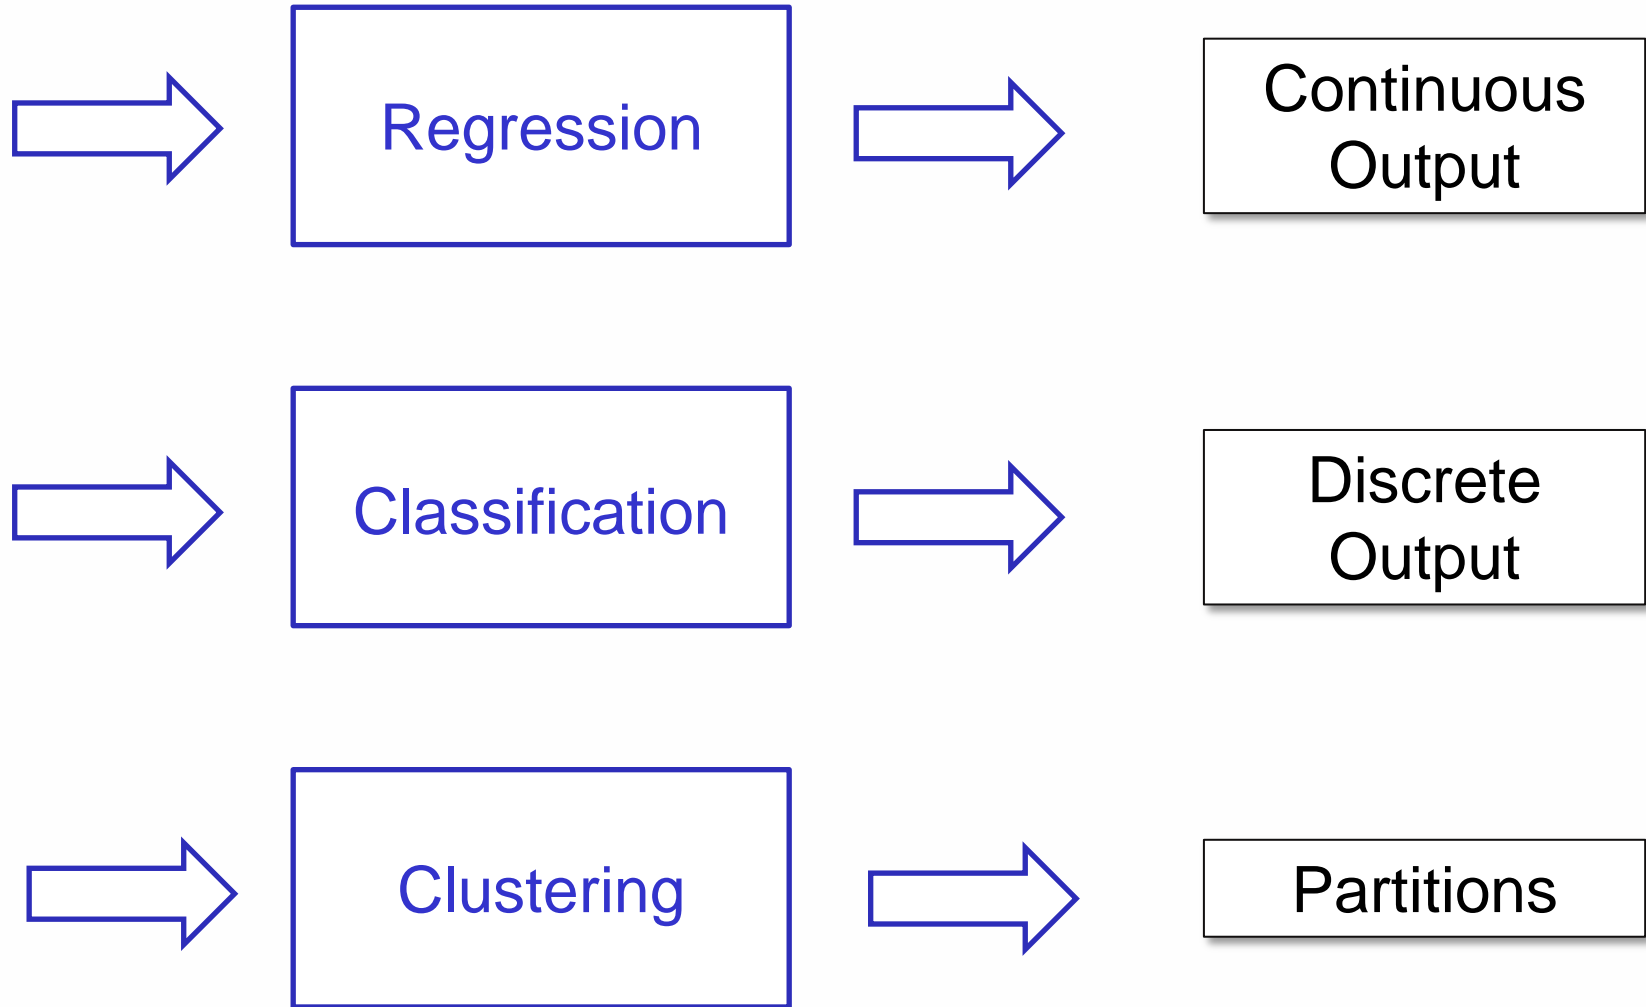 Regression
Continuous
Output
Classification
Discrete
Output
Clustering
Partitions